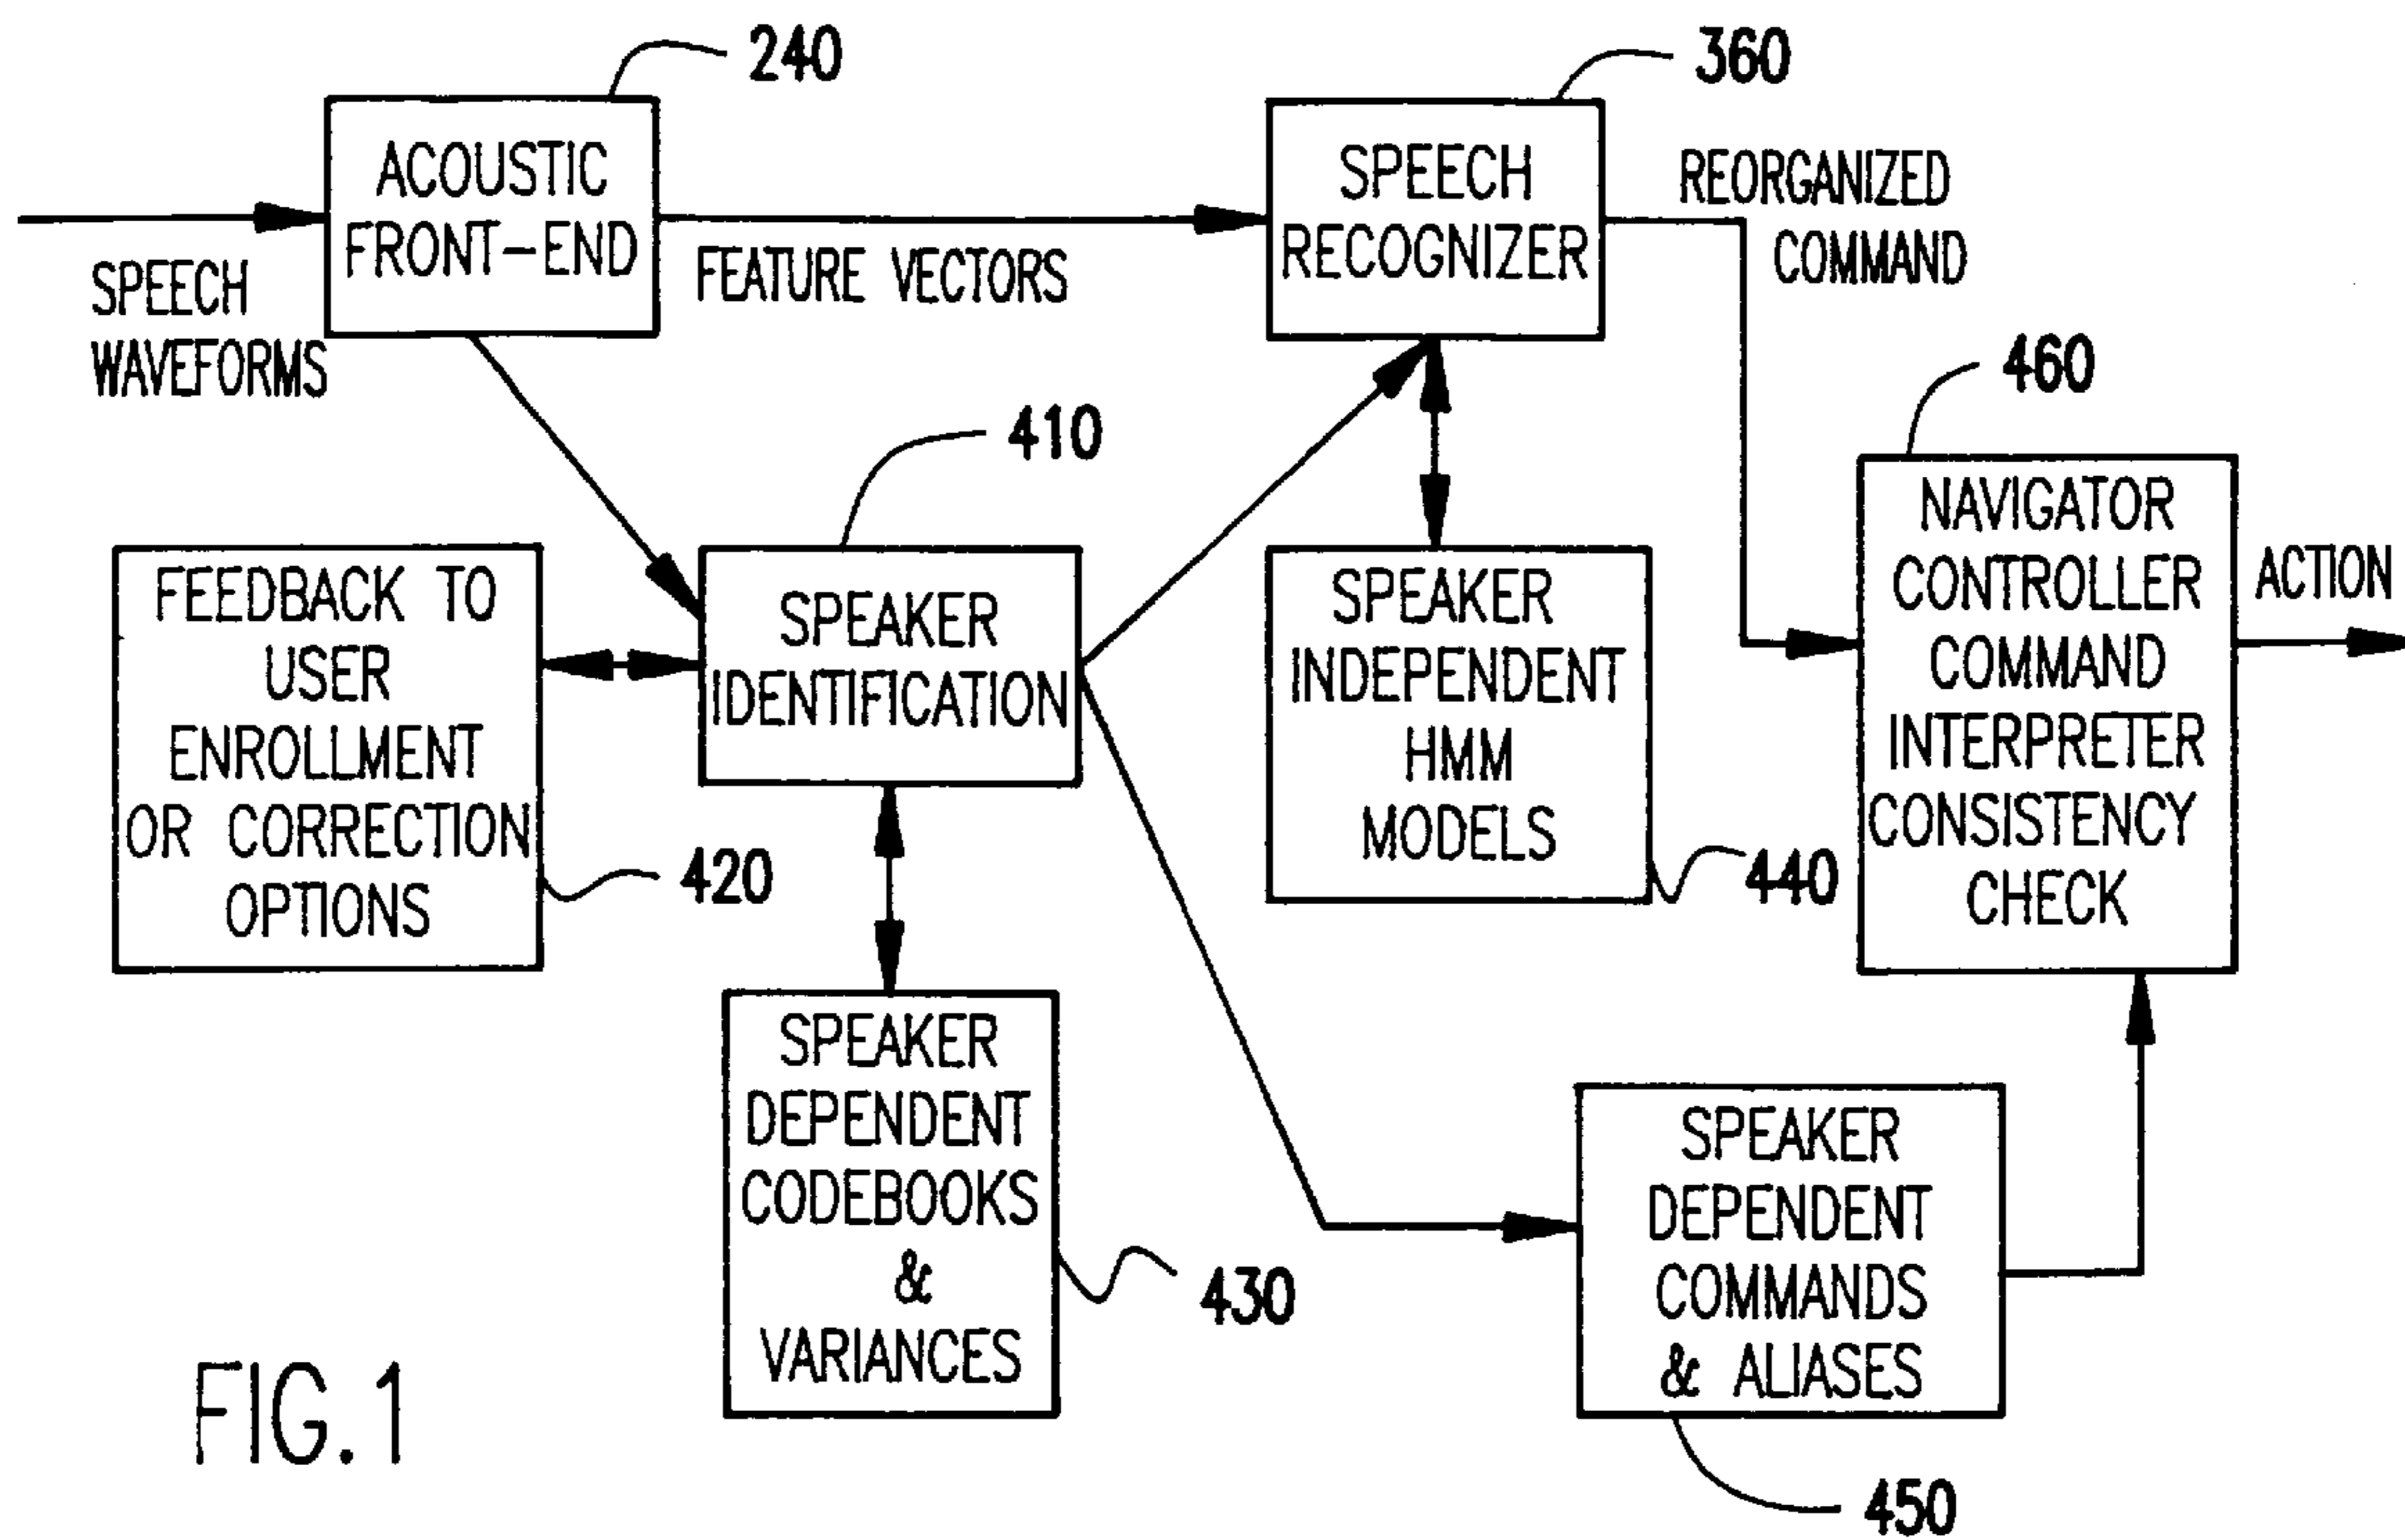 240
360
ACOUSTIC
FRONT-END
SPEECH
RECOGNIZER
REORGANIZED
COMMAND
SPEECH
WAVEFORMS
FEATURE VECTORS
410
460
FEEDBACK TO
USER
ENROLLMENT
OR CORRECTION
OPTIONS
420
SPEAKER
IDENTIFICATION
SPEAKER
INDEPENDENT
HMM
MODELS
440
NAVIGATOR
CONTROLLER
COMMAND
INTERPRETER
CONSISTENCY
CHECK
ACTION
SPEAKER
DEPENDENT
CODEBOOKS
&
VARIANCES
430
SPEAKER
DEPENDENT
COMMANDS
& ALIASES
450
FIG.1